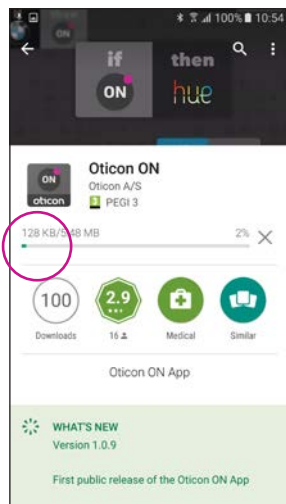 100% 10:54
if then
ON hue
ON
oticon
Oticon ON
Oticon A/S
3 PEGI 3
128 KB/5.48 MB 2%
100 2.9
Downloads 16 Medical Similar
Oticon ON App
WHAT'S NEW
Version 1.0.9
First public release of the Oticon ON App